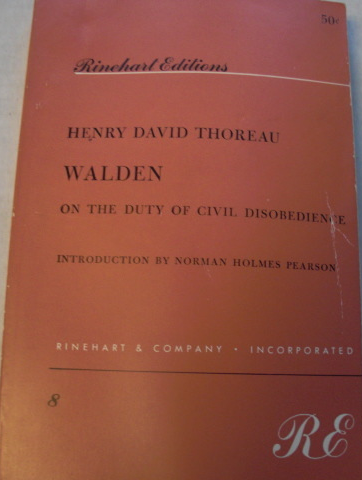 50¢
Rinehart Editions
HENRY DAVID THOREAU
WALDEN
ON THE DUTY OF CIVIL DISOBEDIENCE
INTRODUCTION BY NORMAN HOLMES PEARSON
RINEHART & COMPANY • INCORPORATED
8
RE